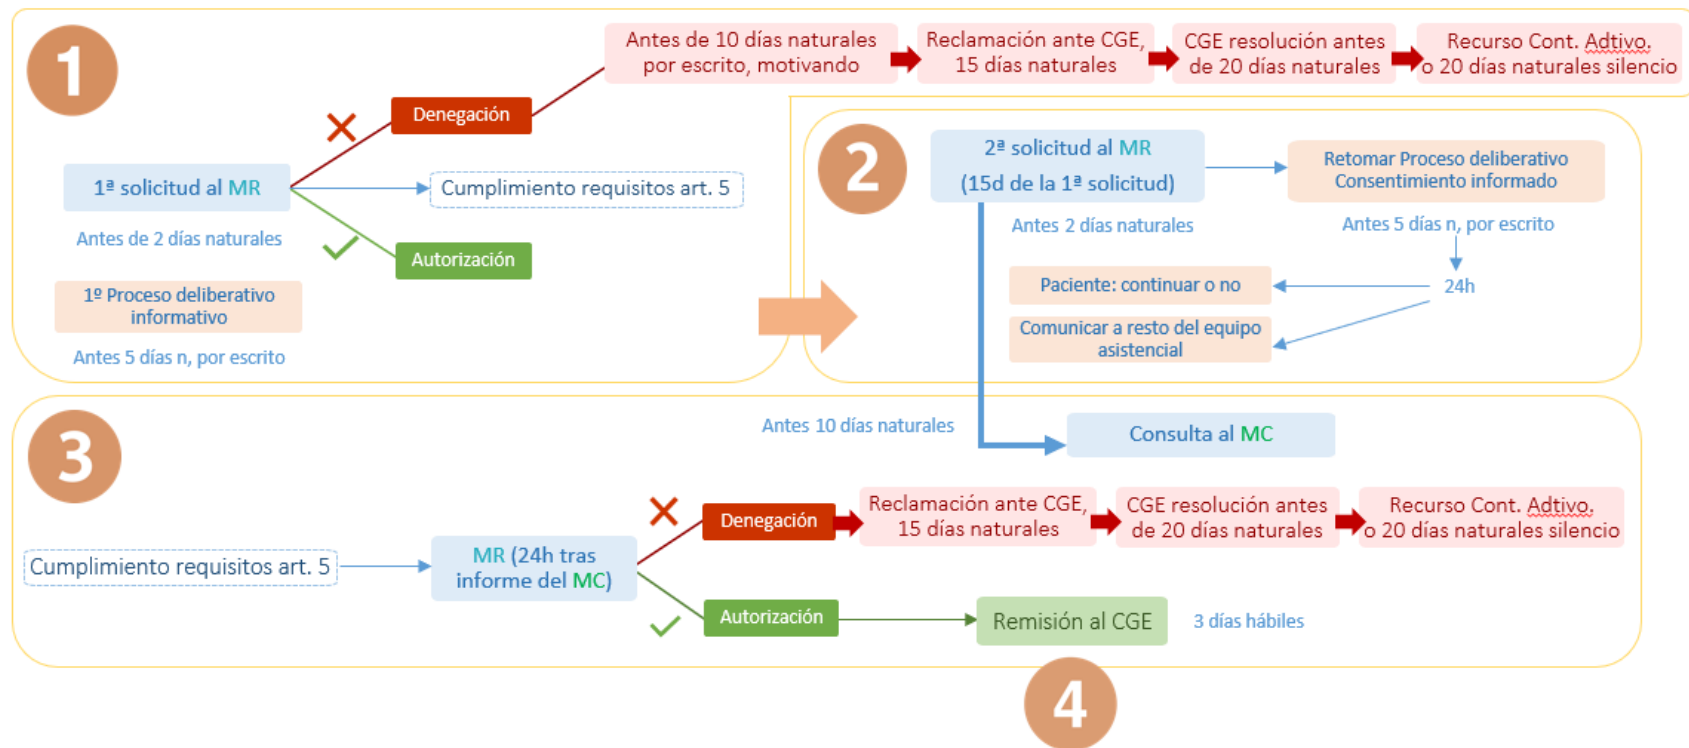 1
Antes de 10 días naturales
por escrito, motivando
Reclamación ante CGE,
15 días naturales
CGE resolución antes
de 20 días naturales
Recurso Cont. Adtivo.
o 20 días naturales silencio
Denegación
1ª solicitud al MR
Cumplimiento requisitos art. 5
Antes de 2 días naturales
Autorización
1º Proceso deliberativo
informativo
Antes 5 días n, por escrito
2
2ª solicitud al MR
(15d de la 1ª solicitud)
Retomar Proceso deliberativo
Consentimiento informado
Antes 2 días naturales
Antes 5 días n, por escrito
24h
Paciente: continuar o no
Comunicar a resto del equipo
asistencial
3
Antes 10 días naturales
Consulta al MC
Cumplimiento requisitos art. 5
MR (24h tras
informe del MC)
Denegación
Reclamación ante CGE,
15 días naturales
CGE resolución antes
de 20 días naturales
Recurso Cont. Adtivo.
o 20 días naturales silencio
Autorización
Remisión al CGE
3 días hábiles
4